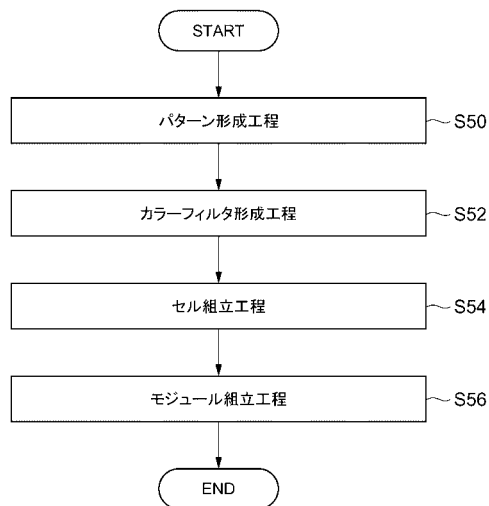 START
パターン形成工程
S50
カラーフィルタ形成工程
S52
セル組立工程
S54
モジュール組立工程
S56
END